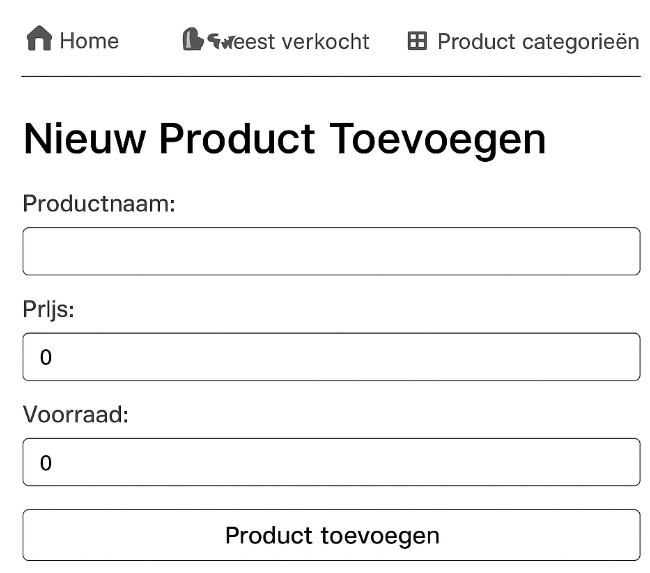 Home verkocht Product categorieën
Nieuw Product Toevoegen
Productnaam:
Prljs:
0
Voorraad:
0
Product toevoegen